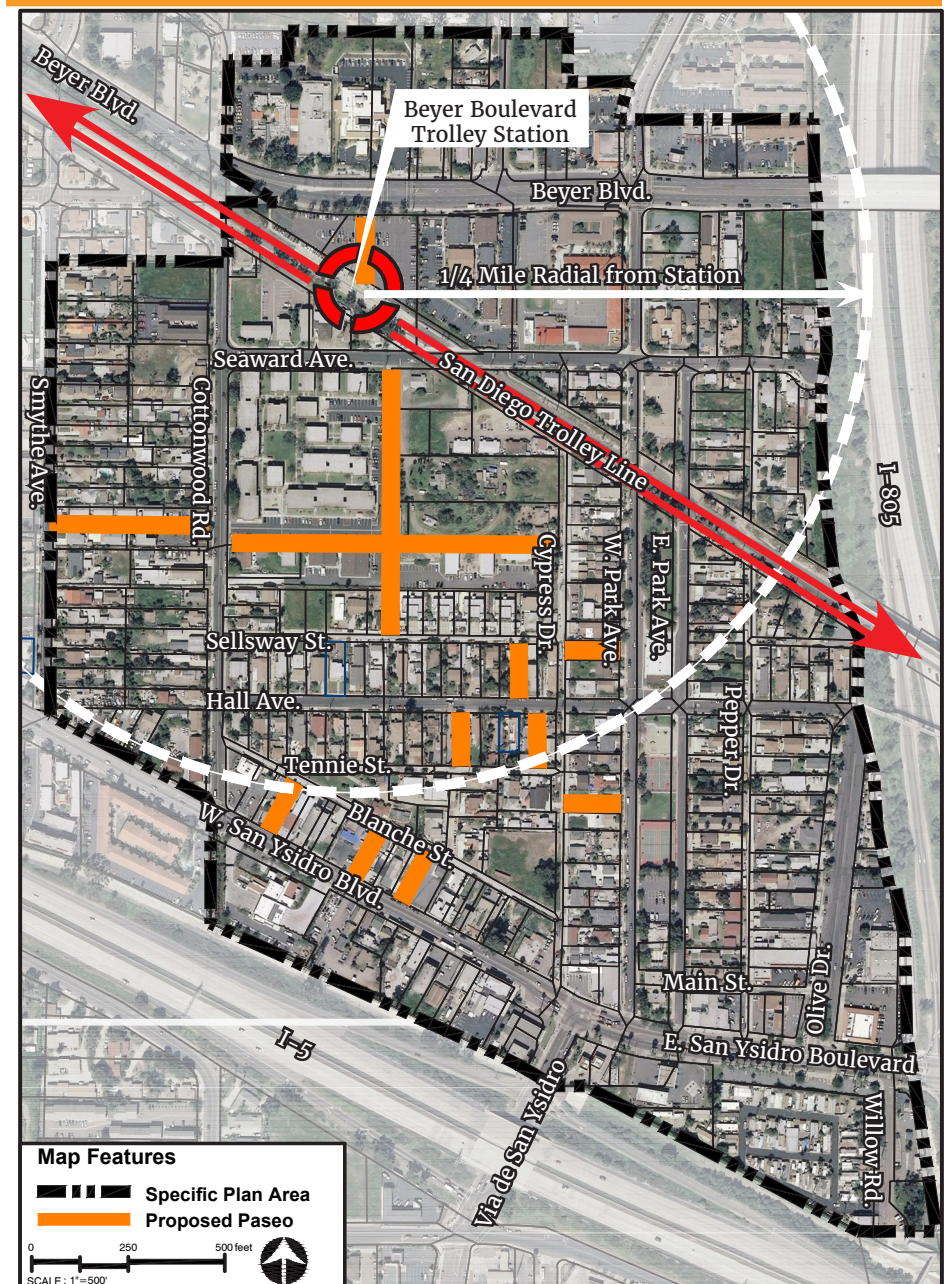 Beyer Blvd.
Beyer Boulevard
Trolley Station
Beyer Blvd.
1/4 Mile Radial from Station
Seaward Ave.
San Diego Trolley Line
Smythe Ave.
Cottonwood Rd
I-805
Cypress Dr.
W. Park Ave.
E. Park Ave.
Sellsway St.
Hall Ave.
Pepper Dr.
Tennie St.
Blanche St.
W. San Ysidro Blvd.
Main St.
Olive Dr.
E. San Ysidro Boulevard
I-5
Via de San Ysidro
Willow Rd.
Map Features
Specific Plan Area
Proposed Paseo
0 250 500 feet
SCALE: 1"=500'